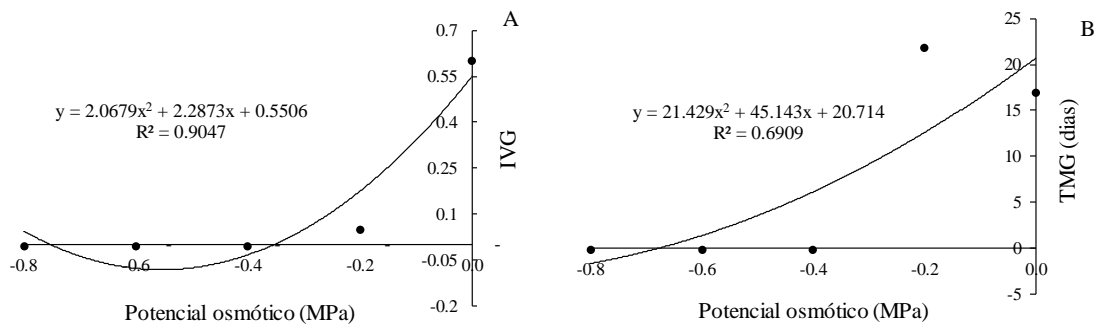 A
0.7
0.55
0.4
0.25
0.1
-0.05
-0.2
IVG
y = 2.0679x² + 2.2873x + 0.5506
R² = 0.9047
-0.8
-0.6
-0.4
-0.2
0.0
-
Potencial osmótico (MPa)
B
25
20
15
10
5
0
-5
TMG (dias)
y = 21.429x² + 45.143x + 20.714
R² = 0.6909
-0.8
-0.6
-0.4
-0.2
0.0
Potencial osmótico (MPa)